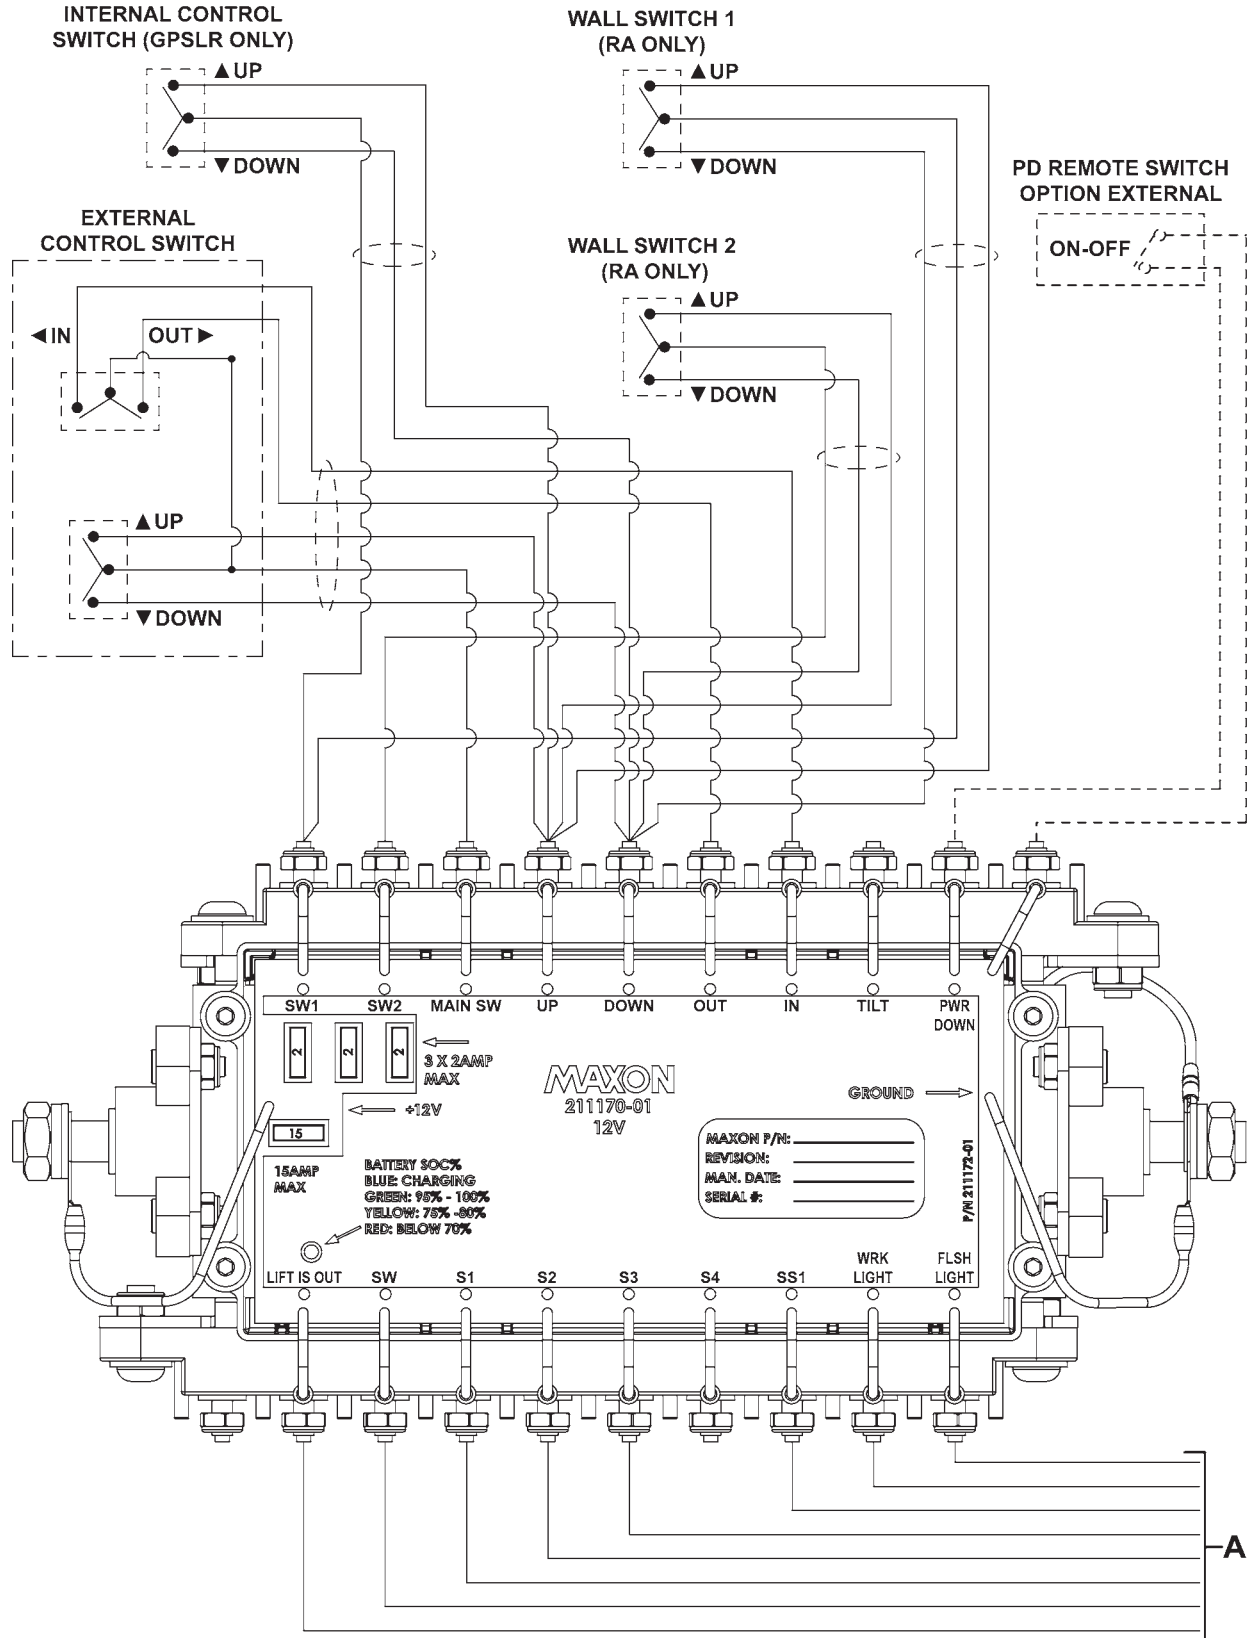 INTERNAL CONTROL
SWITCH (GPSLR ONLY)
▲UP
▼DOWN
WALL SWITCH 1
(RA ONLY)
▲UP
▼DOWN
PD REMOTE SWITCH
OPTION EXTERNAL
ON-OFF
EXTERNAL
CONTROL SWITCH
◄IN
OUT►
▲UP
▼DOWN
WALL SWITCH 2
(RA ONLY)
▲UP
▼DOWN
SW1
SW2
MAIN SW
UP
DOWN
OUT
IN
TILT
PWR
DOWN
2
2
2
3 X 2AMP
MAX
+12V
15
15AMP
MAX
MAXON
211170-01
12V
GROUND
MAXON P/N:
REVISION:
MAN. DATE:
SERIAL #:
P/N 211172-01
BATTERY SOC%
BLUE: CHARGING
GREEN: 95% - 100%
YELLOW: 75% -80%
RED: BELOW 70%
LIFT IS OUT
SW
S1
S2
S3
S4
SS1
WRK
LIGHT
FLSH
LIGHT
A